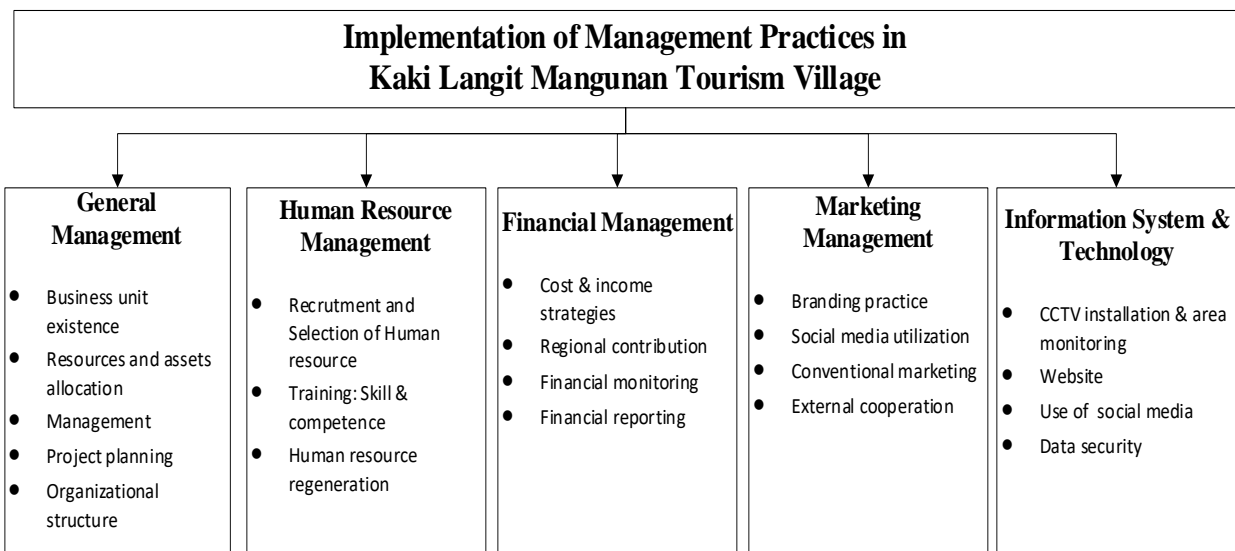 Implementation of Management Practices in
Kaki Langit Mangunan Tourism Village
General
Management
● Business unit
existence
● Resources and assets
allocation
● Management
● Project planning
● Organizational
structure
Human Resource
Management
● Recrutment and
Selection of Human
resource
● Training: Skill &
competence
● Human resource
regeneration
Financial Management
● Cost & income
strategies
● Regional contribution
● Financial monitoring
● Financial reporting
Marketing
Management
● Branding practice
● Social media utilization
● Conventional marketing
● External cooperation
Information System &
Technology
● CCTV installation & area
monitoring
● Website
● Use of social media
● Data security